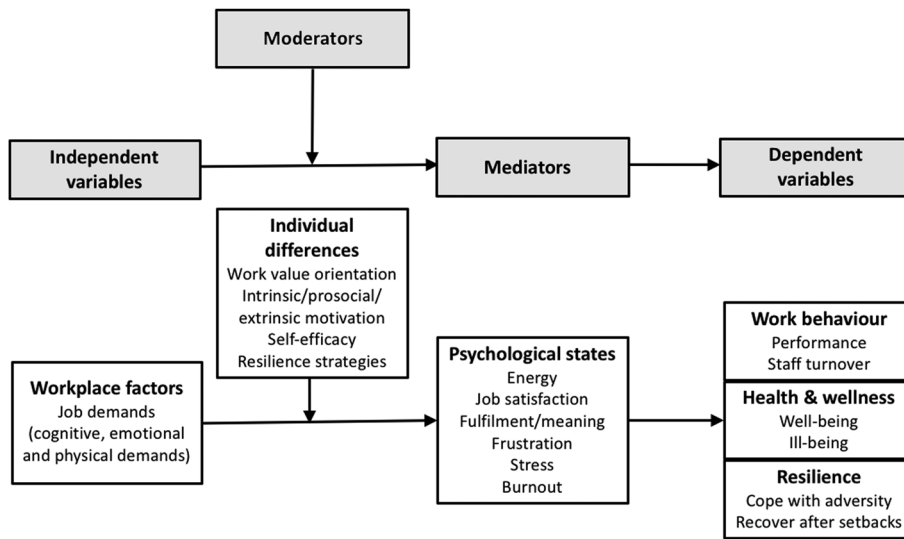 Moderators
Independent
variables
Mediators
Dependent
variables
Individual
differences
Work value orientation
Intrinsic/prosocial/
extrinsic motivation
Self-efficacy
Resilience strategies
Workplace factors
Job demands
(cognitive, emotional
and physical demands)
Psychological states
Energy
Job satisfaction
Fulfilment/meaning
Frustration
Stress
Burnout
Work behaviour
Performance
Staff turnover
Health & wellness
Well-being
Ill-being
Resilience
Cope with adversity
Recover after setbacks